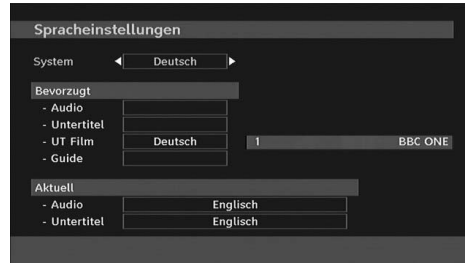 Spracheinstellungen
System Deutsch
Bevorzugt
- Audio
- Untertitel
- UT Film Deutsch 1 BBC ONE
- Guide
Aktuell
- Audio Englisch
- Untertitel Englisch